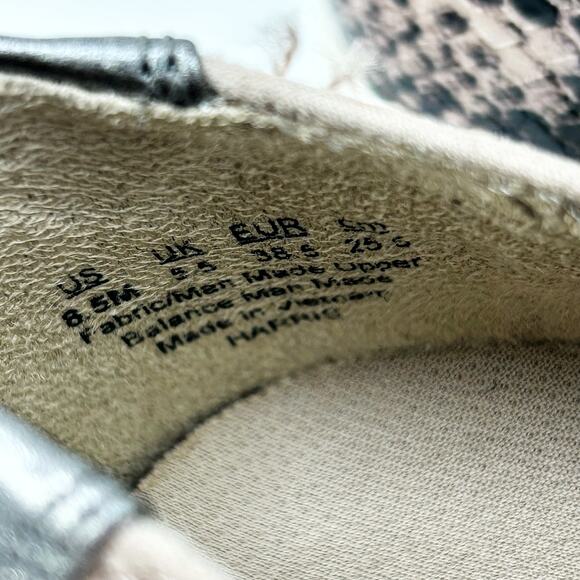 US UK EUR cm
8.5M 5.5 38.5 25.5
Fabric/Man Made Upper
Balance Man Made
Made in Vietnam
HARRIS